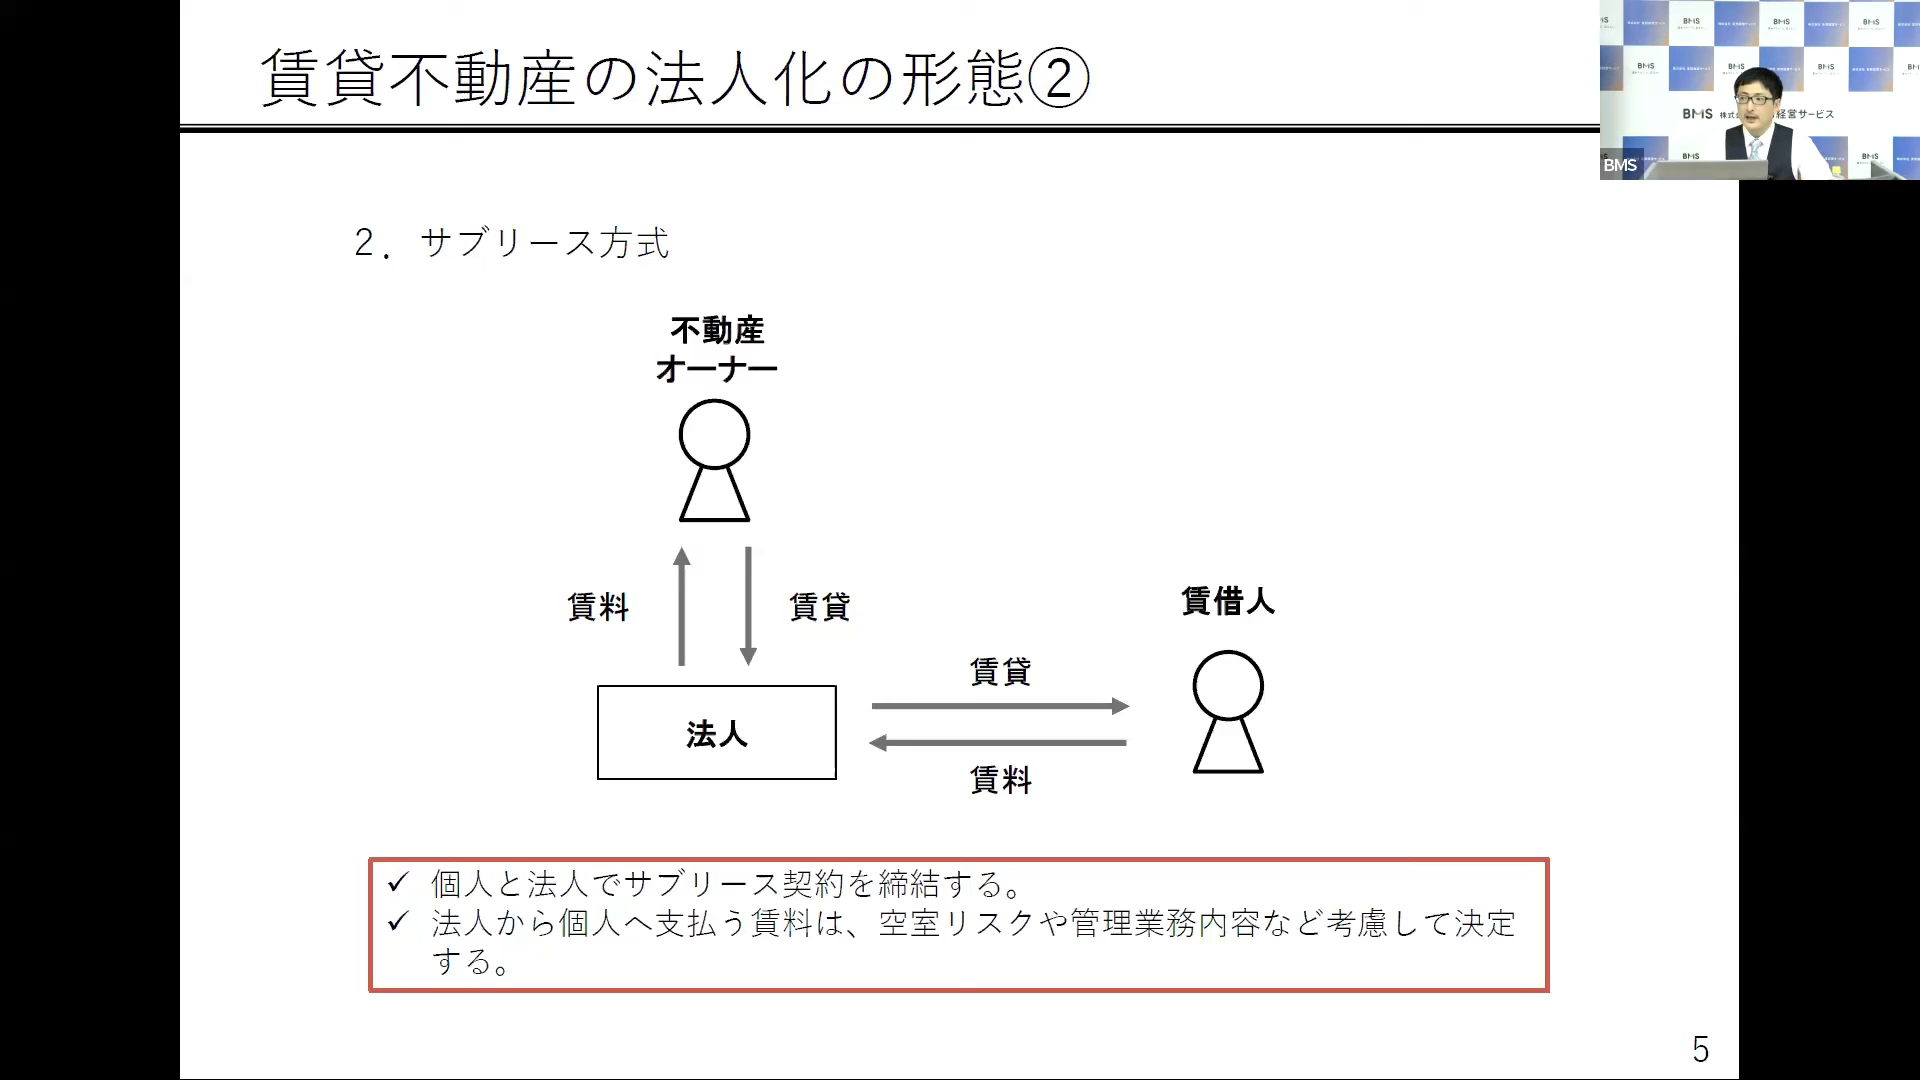 賃貸不動産の法人化の形態②
BMS 株式 経営サービス
BMS
２．サブリース方式
不動産
オーナー
賃料
賃貸
賃借人
賃貸
法人
賃料
✓ 個人と法人でサブリース契約を締結する。
✓ 法人から個人へ支払う賃料は、空室リスクや管理業務内容など考慮して決定
する。
5